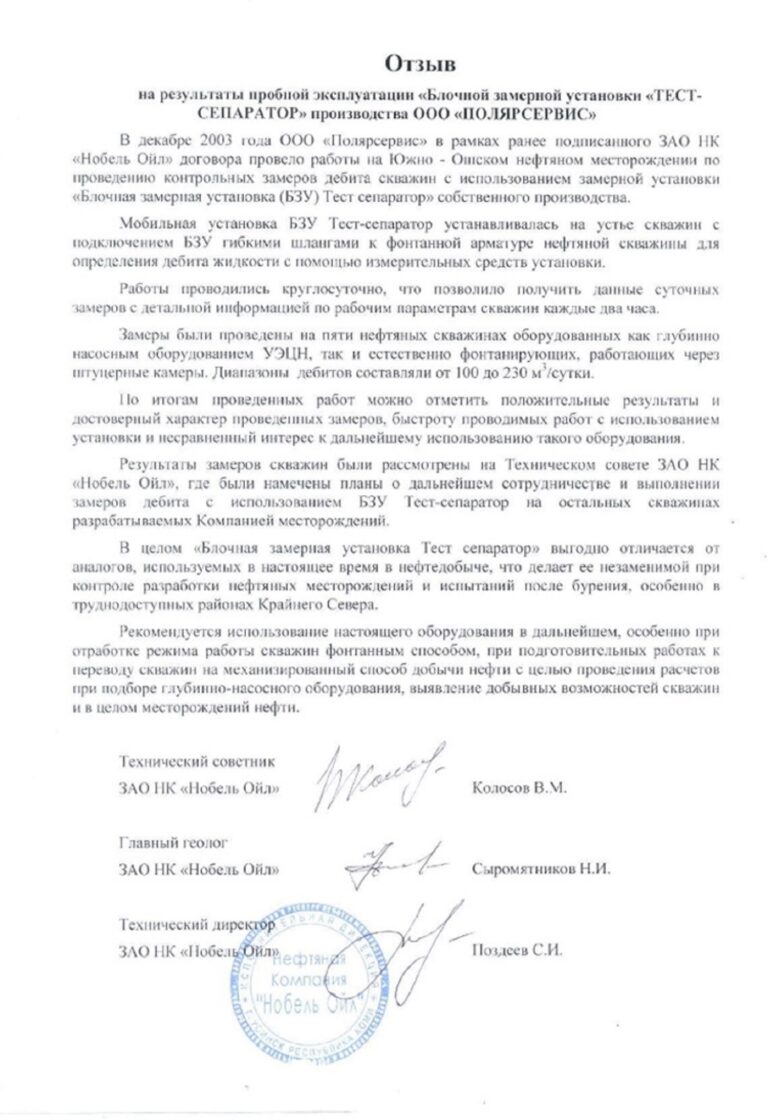 Отзыв
на результаты пробной эксплуатации «Блочной замерной установки «ТЕСТ-
СЕПАРАТОР» производства ООО «ПОЛЯРСЕРВИС»
В декабре 2003 года ООО «Полярсервис» в рамках ранее подписанного ЗАО НК
«Нобель Ойл» договора провело работы на Южно - Ошском нефтяном месторождении по
проведению контрольных замеров дебита скважин с использованием замерной установки
«Блочная замерная установка (БЗУ) Тест сепаратор» собственного производства.
Мобильная установка БЗУ Тест-сепаратор устанавливалась на устье скважин с
подключением БЗУ гибкими шлангами к фонтанной арматуре нефтяной скважины для
определения дебита жидкости с помощью измерительных средств установки.
Работы проводились круглосуточно, что позволило получить данные суточных
замеров с детальной информацией по рабочим параметрам скважин каждые два часа.
Замеры были проведены на пяти нефтяных скважинах оборудованных как глубинно
насосным оборудованием УЭЦН, так и естественно фонтанирующих, работающих через
штуцерные камеры. Диапазоны дебитов составляли от 100 до 230 м³/сутки.
По итогам проведенных работ можно отметить положительные результаты и
достоверный характер проведенных замеров, быстроту проводимых работ с использованием
установки и несравненный интерес к дальнейшему использованию такого оборудования.
Результаты замеров скважин были рассмотрены на Техническом совете ЗАО НК
«Нобель Ойл», где были намечены планы о дальнейшем сотрудничестве и выполнении
замеров дебита с использованием БЗУ Тест-сепаратор на остальных скважинах
разрабатываемых Компанией месторождений.
В целом «Блочная замерная установка Тест сепаратор» выгодно отличается от
аналогов, используемых в настоящее время в нефтедобыче, что делает ее незаменимой при
контроле разработки нефтяных месторождений и испытаний после бурения, особенно в
труднодоступных районах Крайнего Севера.
Рекомендуется использование настоящего оборудования в дальнейшем, особенно при
отработке режима работы скважин фонтанным способом, при подготовительных работах к
переводу скважин на механизированный способ добычи нефти с целью проведения расчетов
при подборе глубинно-насосного оборудования, выявление добывных возможностей скважин
и в целом месторождений нефти.
Технический советник
ЗАО НК «Нобель Ойл» Колосов В.М.
Главный геолог
ЗАО НК «Нобель Ойл» Сыромятников Н.И.
Технический директор
ЗАО НК «Нобель Ойл» Поздеев С.И.
ИСПОЛНИТЕЛЬНАЯ ДИРЕКЦИЯ
Нефтяная
Компания
"Нобель Ойл"
Г. УСИНСК РЕСПУБЛИКА КОМИ